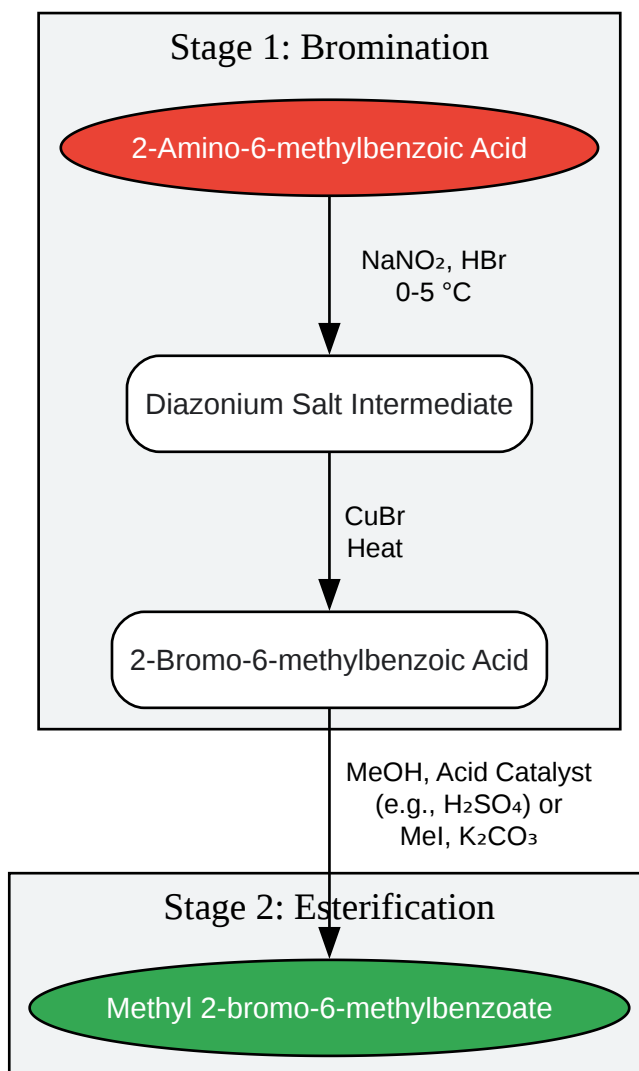 Stage 1: Bromination
2-Amino-6-methylbenzoic Acid
NaNO₂, HBr
0-5 °C
Diazonium Salt Intermediate
CuBr
Heat
2-Bromo-6-methylbenzoic Acid
MeOH, Acid Catalyst
(e.g., H₂SO₄) or
MeI, K₂CO₃
Stage 2: Esterification
Methyl 2-bromo-6-methylbenzoate